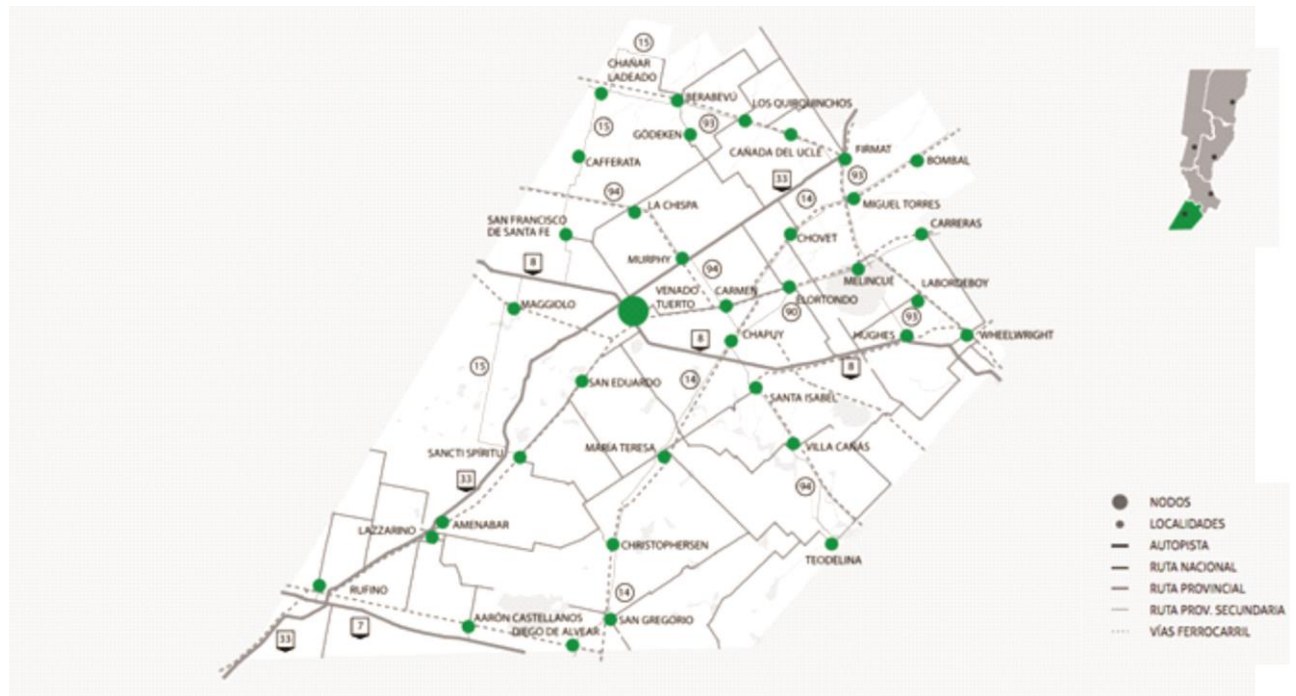 15
CHAÑAR
LADEADO
BERABEVÚ
LOS QUIRQUINCHOS
15
GÖDEKEN
93
CAÑADA DEL UCLE
FIRMAT
BOMBAL
CAFFERATA
94
33
93
14
MIGUEL TORRES
LA CHISPA
SAN FRANCISCO
DE SANTA FE
CARRERAS
CHOVET
8
MURPHY
94
MELINCUÉ
LABORDEBOY
VENADO
TUERTO
CARMEN
ELORTONDO
MAGGIOLO
90
93
CHAPUY
HUGHES
WHEELWRIGHT
8
8
15
14
SAN EDUARDO
SANTA ISABEL
SANCTI SPÍRITU
MARÍA TERESA
VILLA CAÑÁS
33
94
AMENABAR
LAZZARINO
CHRISTOPHERSEN
TEODELINA
RUFINO
14
AARÓN CASTELLANOS
DIEGO DE ALVEAR
SAN GREGORIO
33
7
NODOS
LOCALIDADES
AUTOPISTA
RUTA NACIONAL
RUTA PROVINCIAL
RUTA PROV. SECUNDARIA
VÍAS FERROCARRIL